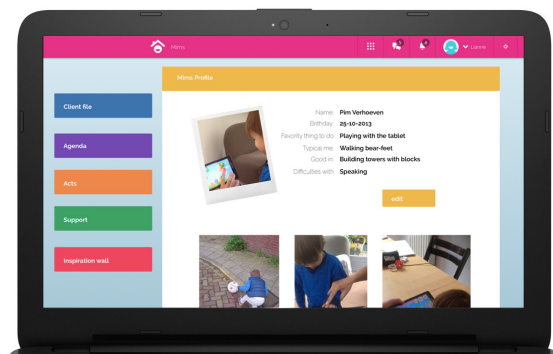 Mims
Lianne
Mims Profile
Client file
Agenda
Acts
Support
Inspiration wall
Name: Pim Verhoeven
Birthday: 25-10-2013
Favority thing to do: Playing with the tablet
Typical me: Walking bear-feet
Good in: Building towers with blocks
Difficulties with: Speaking
edit